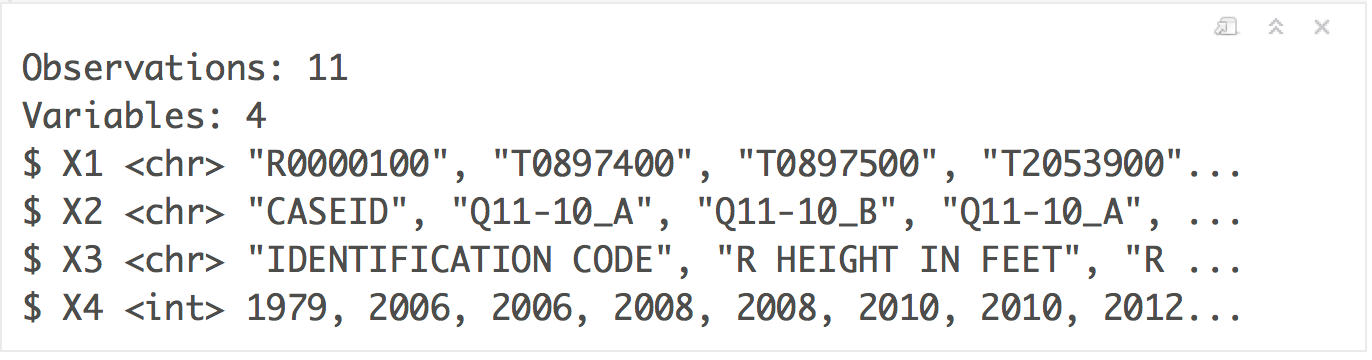 Observations: 11
Variables: 4
$ X1 <chr> "R0000100", "T0897400", "T0897500", "T2053900"...
$ X2 <chr> "CASEID", "Q11-10_A", "Q11-10_B", "Q11-10_A", ...
$ X3 <chr> "IDENTIFICATION CODE", "R HEIGHT IN FEET", "R ...
$ X4 <int> 1979, 2006, 2006, 2008, 2008, 2010, 2010, 2012...